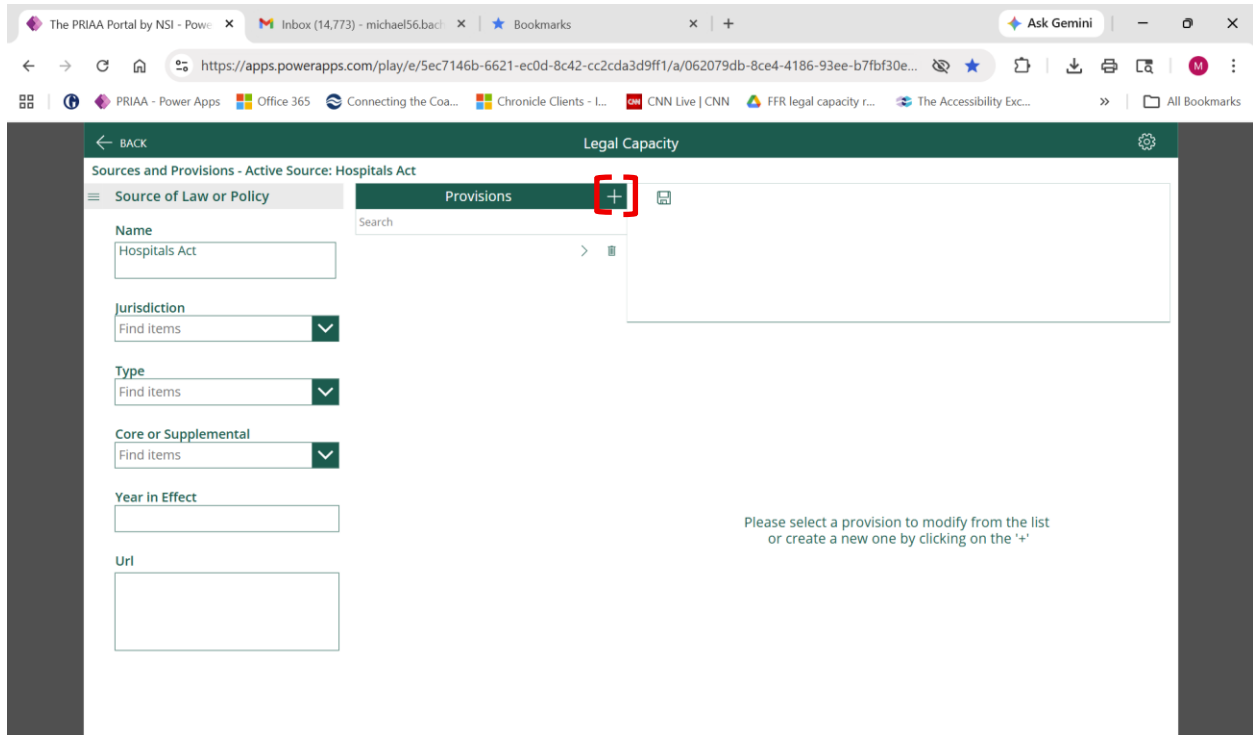 The PRIAA Portal by NSI - Powe
Inbox (14,773) - michael56.bach
Bookmarks
Ask Gemini
https://apps.powerapps.com/play/e/5ec7146b-6621-ec0d-8c42-cc2cda3d9ff1/a/062079db-8ce4-4186-93ee-b7fbf30e...
M
PRIAA - Power Apps
Office 365
Connecting the Coa...
Chronicle Clients - I...
CNN
CNN Live | CNN
FFR legal capacity r...
The Accessibility Exc...
»
All Bookmarks
BACK
Legal Capacity
Sources and Provisions - Active Source: Hospitals Act
Source of Law or Policy
Provisions
Search
Name
Hospitals Act
Jurisdiction
Find items
Type
Find items
Core or Supplemental
Find items
Year in Effect
Url
Please select a provision to modify from the list
or create a new one by clicking on the '+'